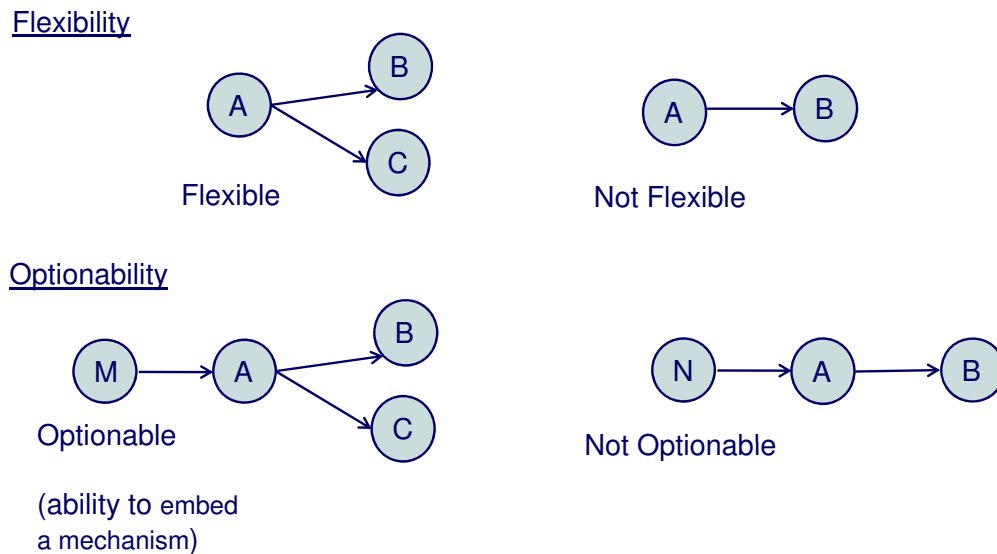 Flexibility
B
A
C
Flexible
A
B
Not Flexible
Optionability
B
M
A
C
Optionable
(ability to embed
a mechanism)
N
A
B
Not Optionable